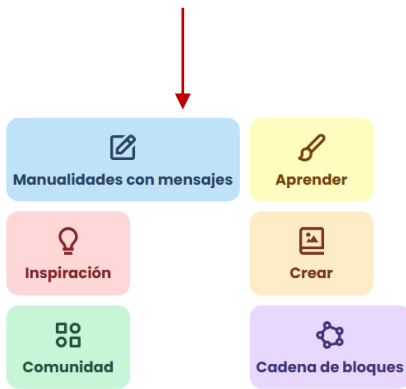 Manualidades con mensajes
Aprender
Inspiración
Crear
Comunidad
Cadena de bloques